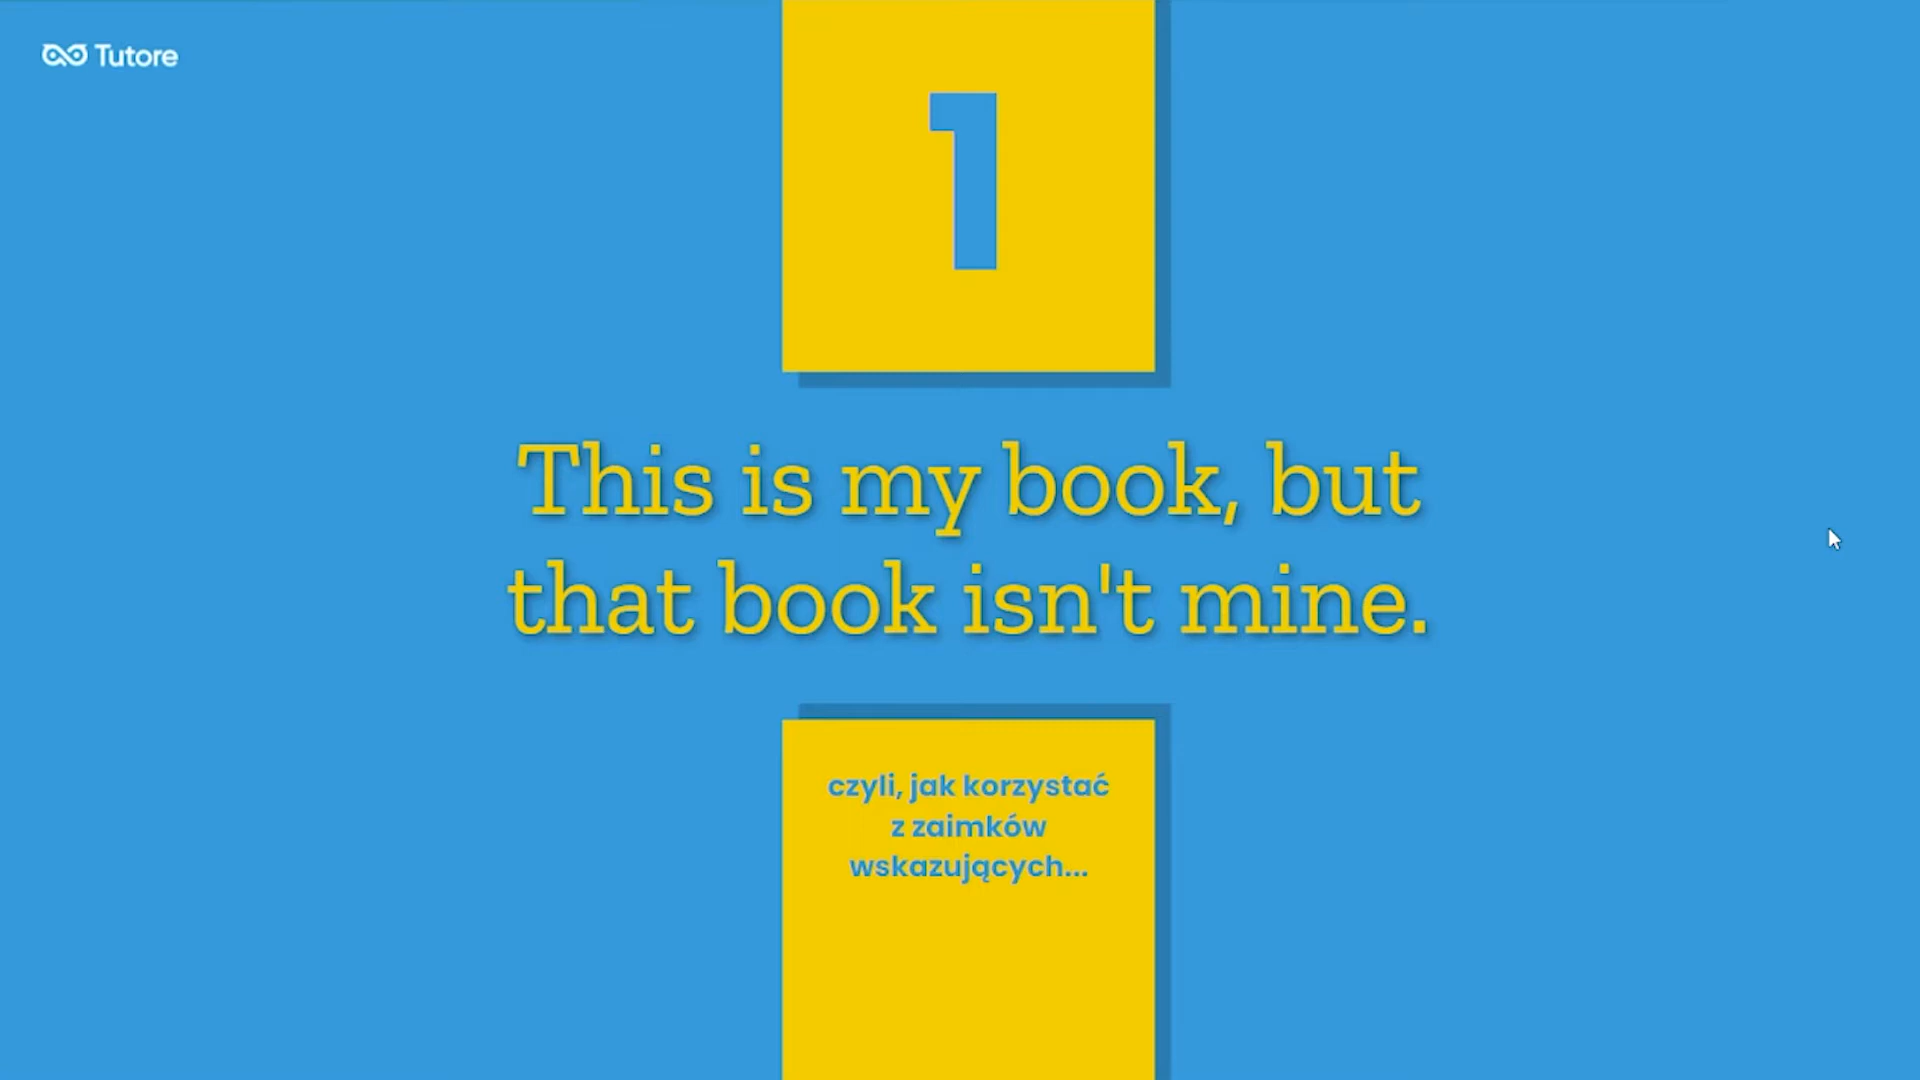 Tutore
1
This is my book, but
that book isn't mine.
czyli, jak korzystać
z zaimków
wskazujących...